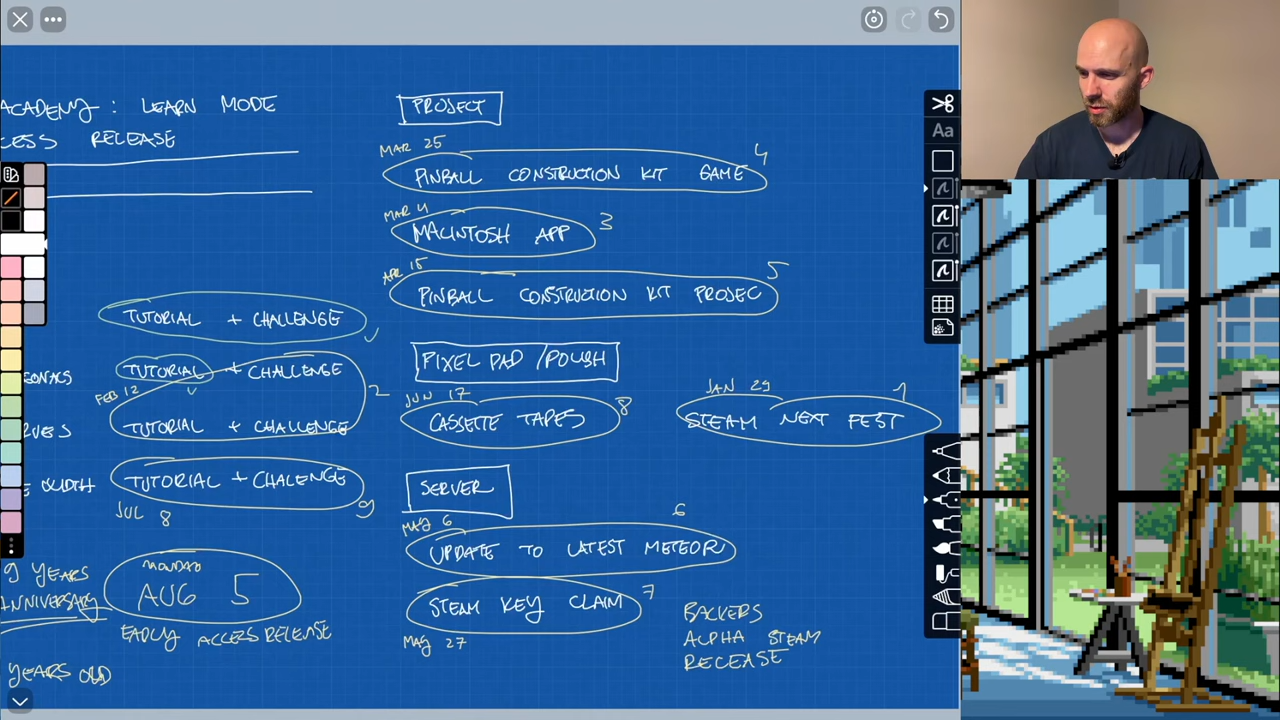 ACADEMY: LEARN MODE
CESS RELEASE
TUTORIAL + CHALLENGE
TUTORIAL + CHALLENGE
FEB 12
2
TUTORIAL + CHALLENGE
TUTORIAL + CHALENGE
9
JUL 8
9 YEARS
ANNIVERSARY
MONDAY
AUG 5
EARLY ACCESS RELEASE
YEARS OLD
PROJECT
MAR 25
4
PINBALL CONSTRUCTION KIT GAME
MAR 4
3
MACINTOSH APP
APR 15
5
PINBALL CONSTRUCTION KIT PROJEC
PIXEL PAD /POLISH
JUN 17
8
CASSETTE TAPES
JAN 29
1
STEAM NEXT FEST
SERVER
MAY 6
6
UPDATE TO LATEST METEOR
7
STEAM KEY CLAIM
MAY 27
BACKERS
ALPHA STEAM
RELEASE
Aa